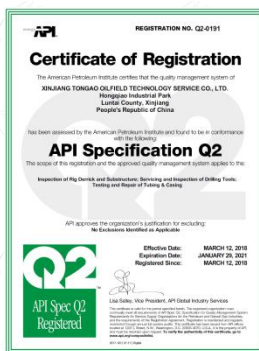 API
REGISTRATION NO. Q2-0191
Certificate of Registration
The American Petroleum Institute certifies that the quality management system of
XINJIANG TONGAO OILFIELD TECHNOLOGY SERVICE CO., LTD.
Hongqiao Industrial Park
Luntai County, Xinjiang
People's Republic of China
has been assessed by the American Petroleum Institute and found to be in conformance
with the following:
API Specification Q2
The scope of this registration and the approved quality management system applies to the:
Inspection of Rig Derrick and Substructure; Servicing and Inspection of Drilling Tools;
Testing and Repair of Tubing & Casing
API approves the organization's justification for excluding:
No Exclusions Identified as Applicable
Effective Date: MARCH 12, 2018
Expiration Date: JANUARY 29, 2021
Registered Since: MARCH 12, 2018
Q2
API Spec Q2
Registered
Vice President, API Global Industry Services